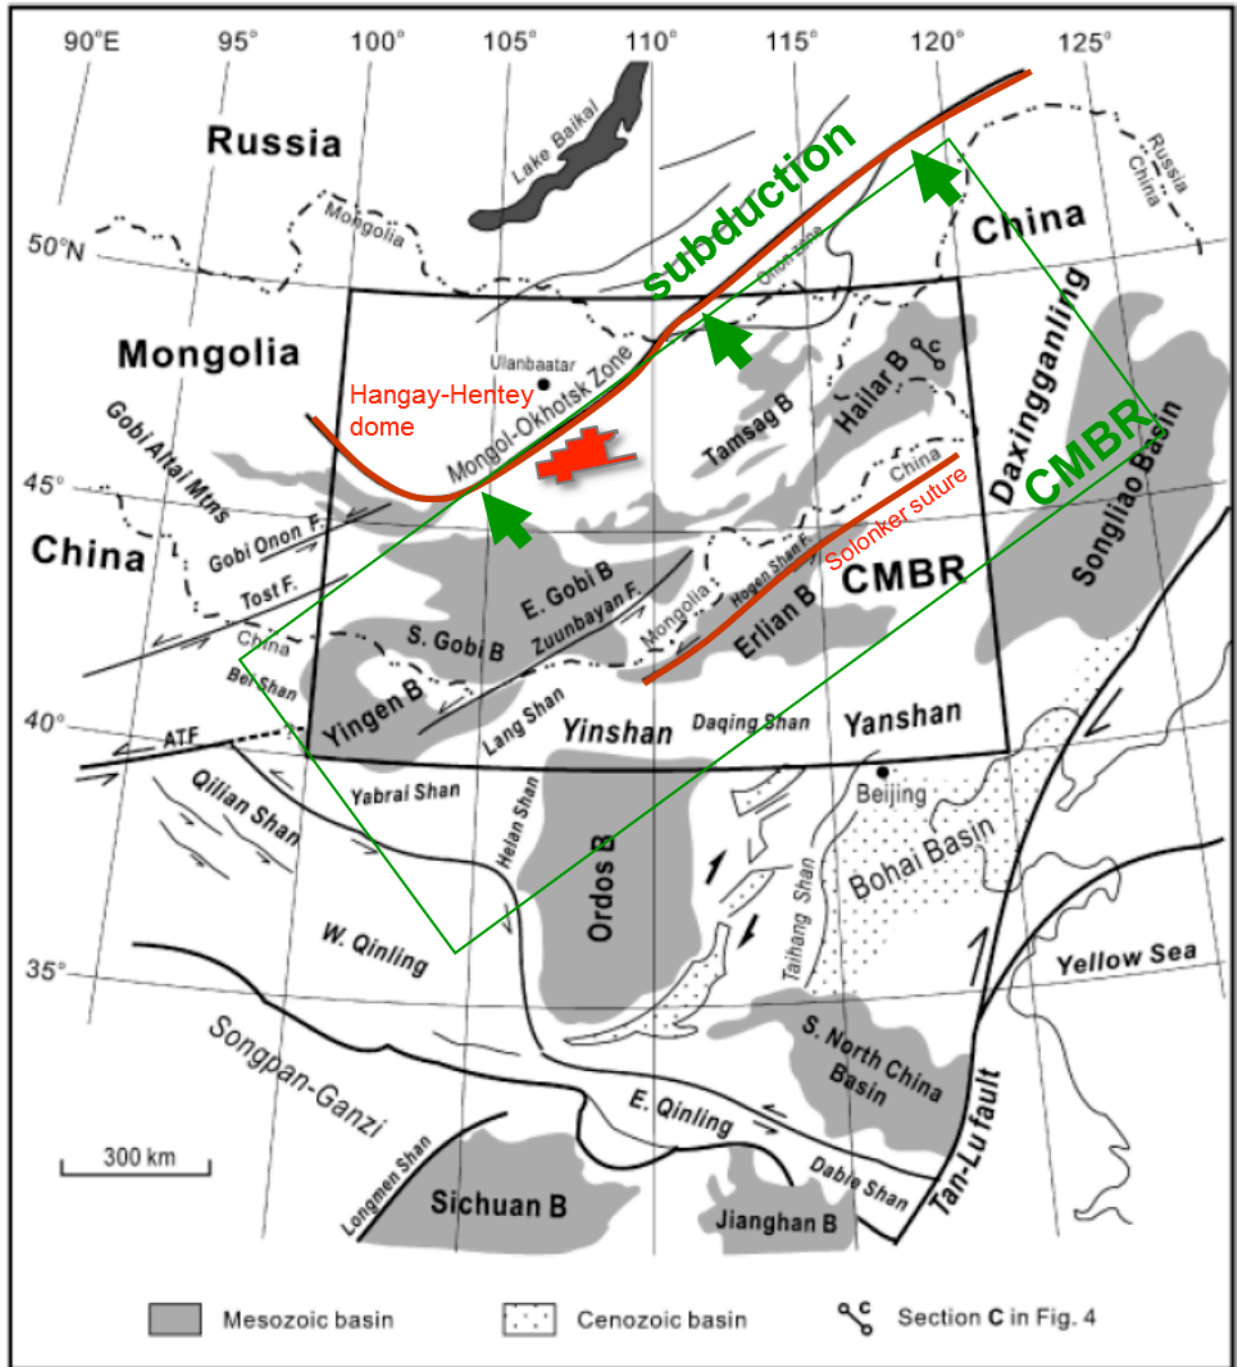 90°E 95° 100° 105° 110° 115° 120° 125°
Russia
Lake Baikal
Mongolia
Russia
China
subduction
China
50°N
Onon Zone
Mongolia
Ulanbaatar
Hangay-Hentey
dome
Mongol-Okhotsk Zone
Hailar B
C
Tamsag B
Daxingganling
CMBR
Songliao Basin
Gobi Altai Mtns
45°
China
Gobi Onon F.
China
Solonker suture
Tost F.
E. Gobi B
Hogen Shan F.
CMBR
Zuunbayan F.
Mongolia
Erlian B
China
S. Gobi B
Bei Shan
Yingen B
Lang Shan
40°
ATF
?
Yinshan
Daqing Shan
Yanshan
Qilian Shan
Yabrai Shan
Helan Shan
Beijing
Ordos B
Bohai Basin
Taihang Shan
W. Qinling
Yellow Sea
35°
Songpan-Ganzi
S. North China
Basin
E. Qinling
Tan-Lu fault
300 km
Longmen Shan
Dabie Shan
Sichuan B
Jianghan B
Mesozoic basin
Cenozoic basin
C
Section C in Fig. 4